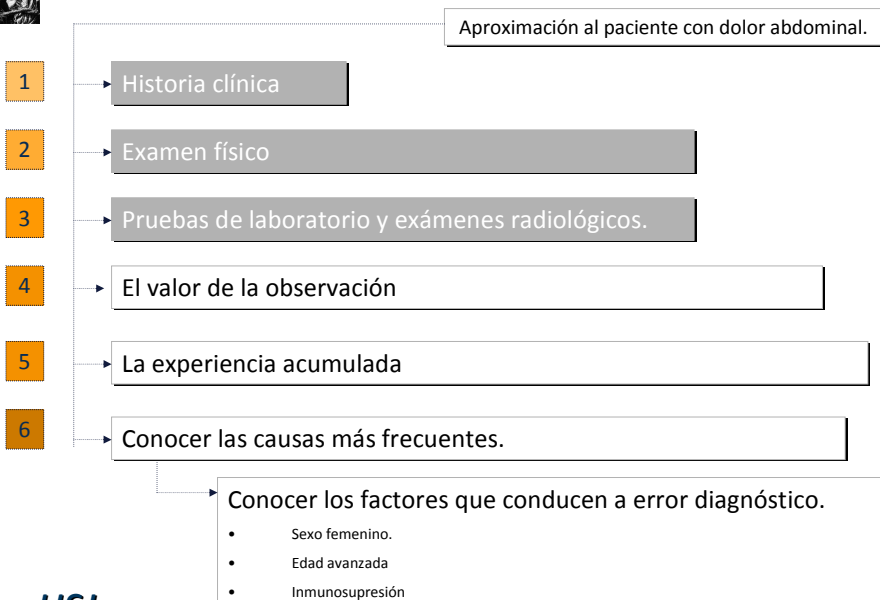 Aproximación al paciente con dolor abdominal.
1 Historia clínica
2 Examen físico
3 Pruebas de laboratorio y exámenes radiológicos.
4 El valor de la observación
5 La experiencia acumulada
6 Conocer las causas más frecuentes.
Conocer los factores que conducen a error diagnóstico.
• Sexo femenino.
• Edad avanzada
• Inmunosupresión